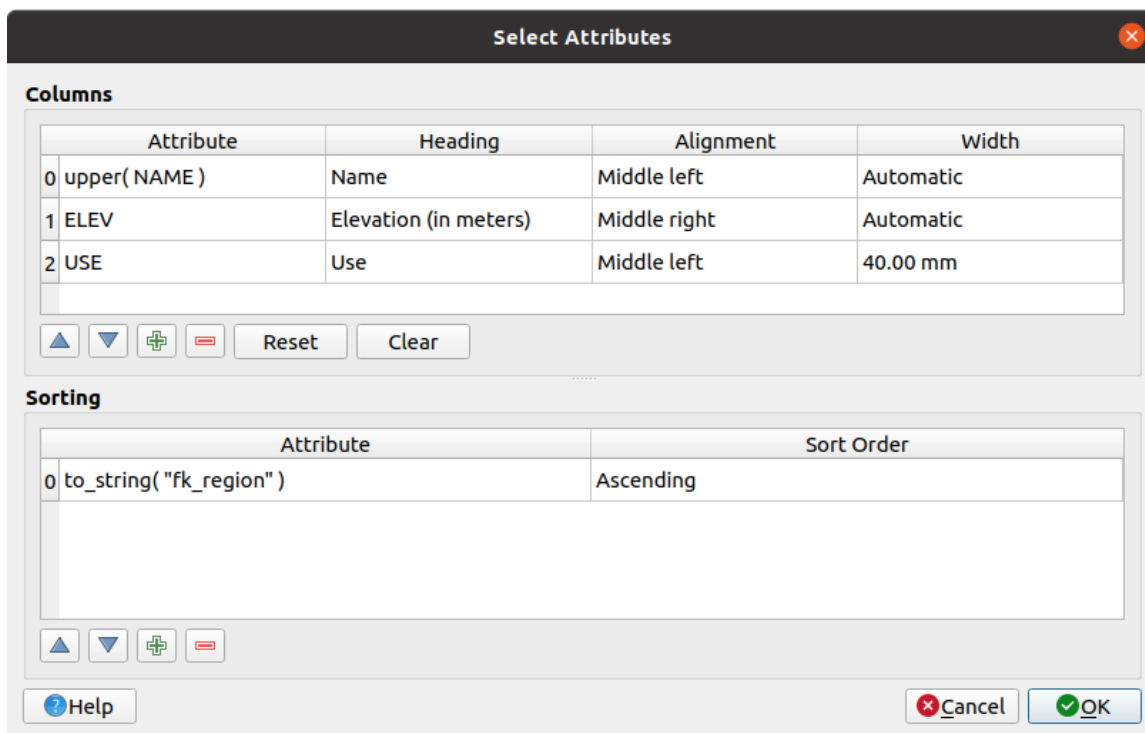 Select Attributes
Columns
Attribute Heading Alignment Width
0 upper( NAME ) Name Middle left Automatic
1 ELEV Elevation (in meters) Middle right Automatic
2 USE Use Middle left 40.00 mm
Reset Clear
Sorting
Attribute Sort Order
0 to_string( "fk_region" ) Ascending
?Help Cancel OK